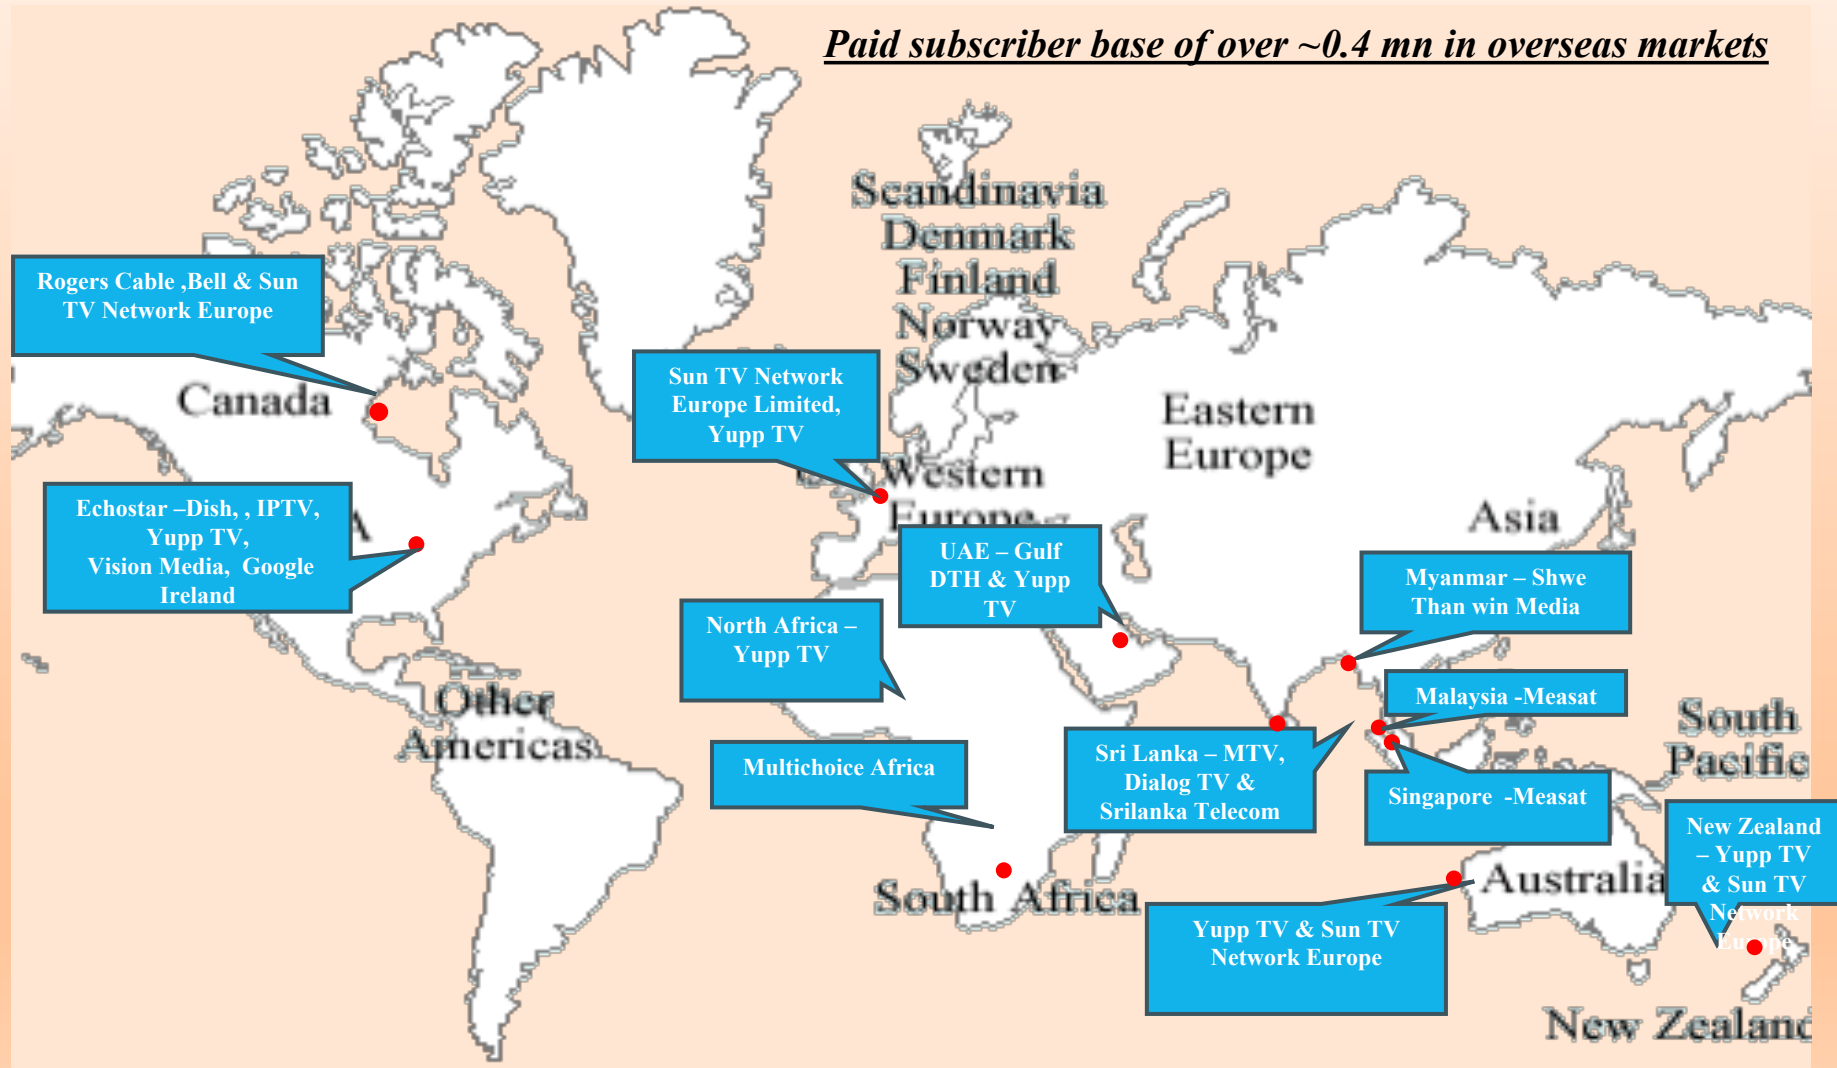 Paid subscriber base of over ~0.4 mn in overseas markets
Scandinavia
Denmark
Finland
Norway
Sweden
Rogers Cable ,Bell & Sun
TV Network Europe
Canada
Sun TV Network
Europe Limited,
Yupp TV
Eastern
Europe
Western
Europe
Asia
Echostar –Dish, , IPTV,
Yupp TV,
Vision Media,  Google
Ireland
A
UAE – Gulf
DTH & Yupp
TV
Myanmar – Shwe
Than win Media
North Africa –
Yupp TV
Malaysia -Measat
Other
Americas
South
Pacific
Multichoice Africa
Sri Lanka – MTV,
Dialog TV &
Srilanka Telecom
Singapore  -Measat
New Zealand
– Yupp TV
& Sun TV
Network
Europe
Australia
South Africa
Yupp TV & Sun TV
Network Europe
New Zealand